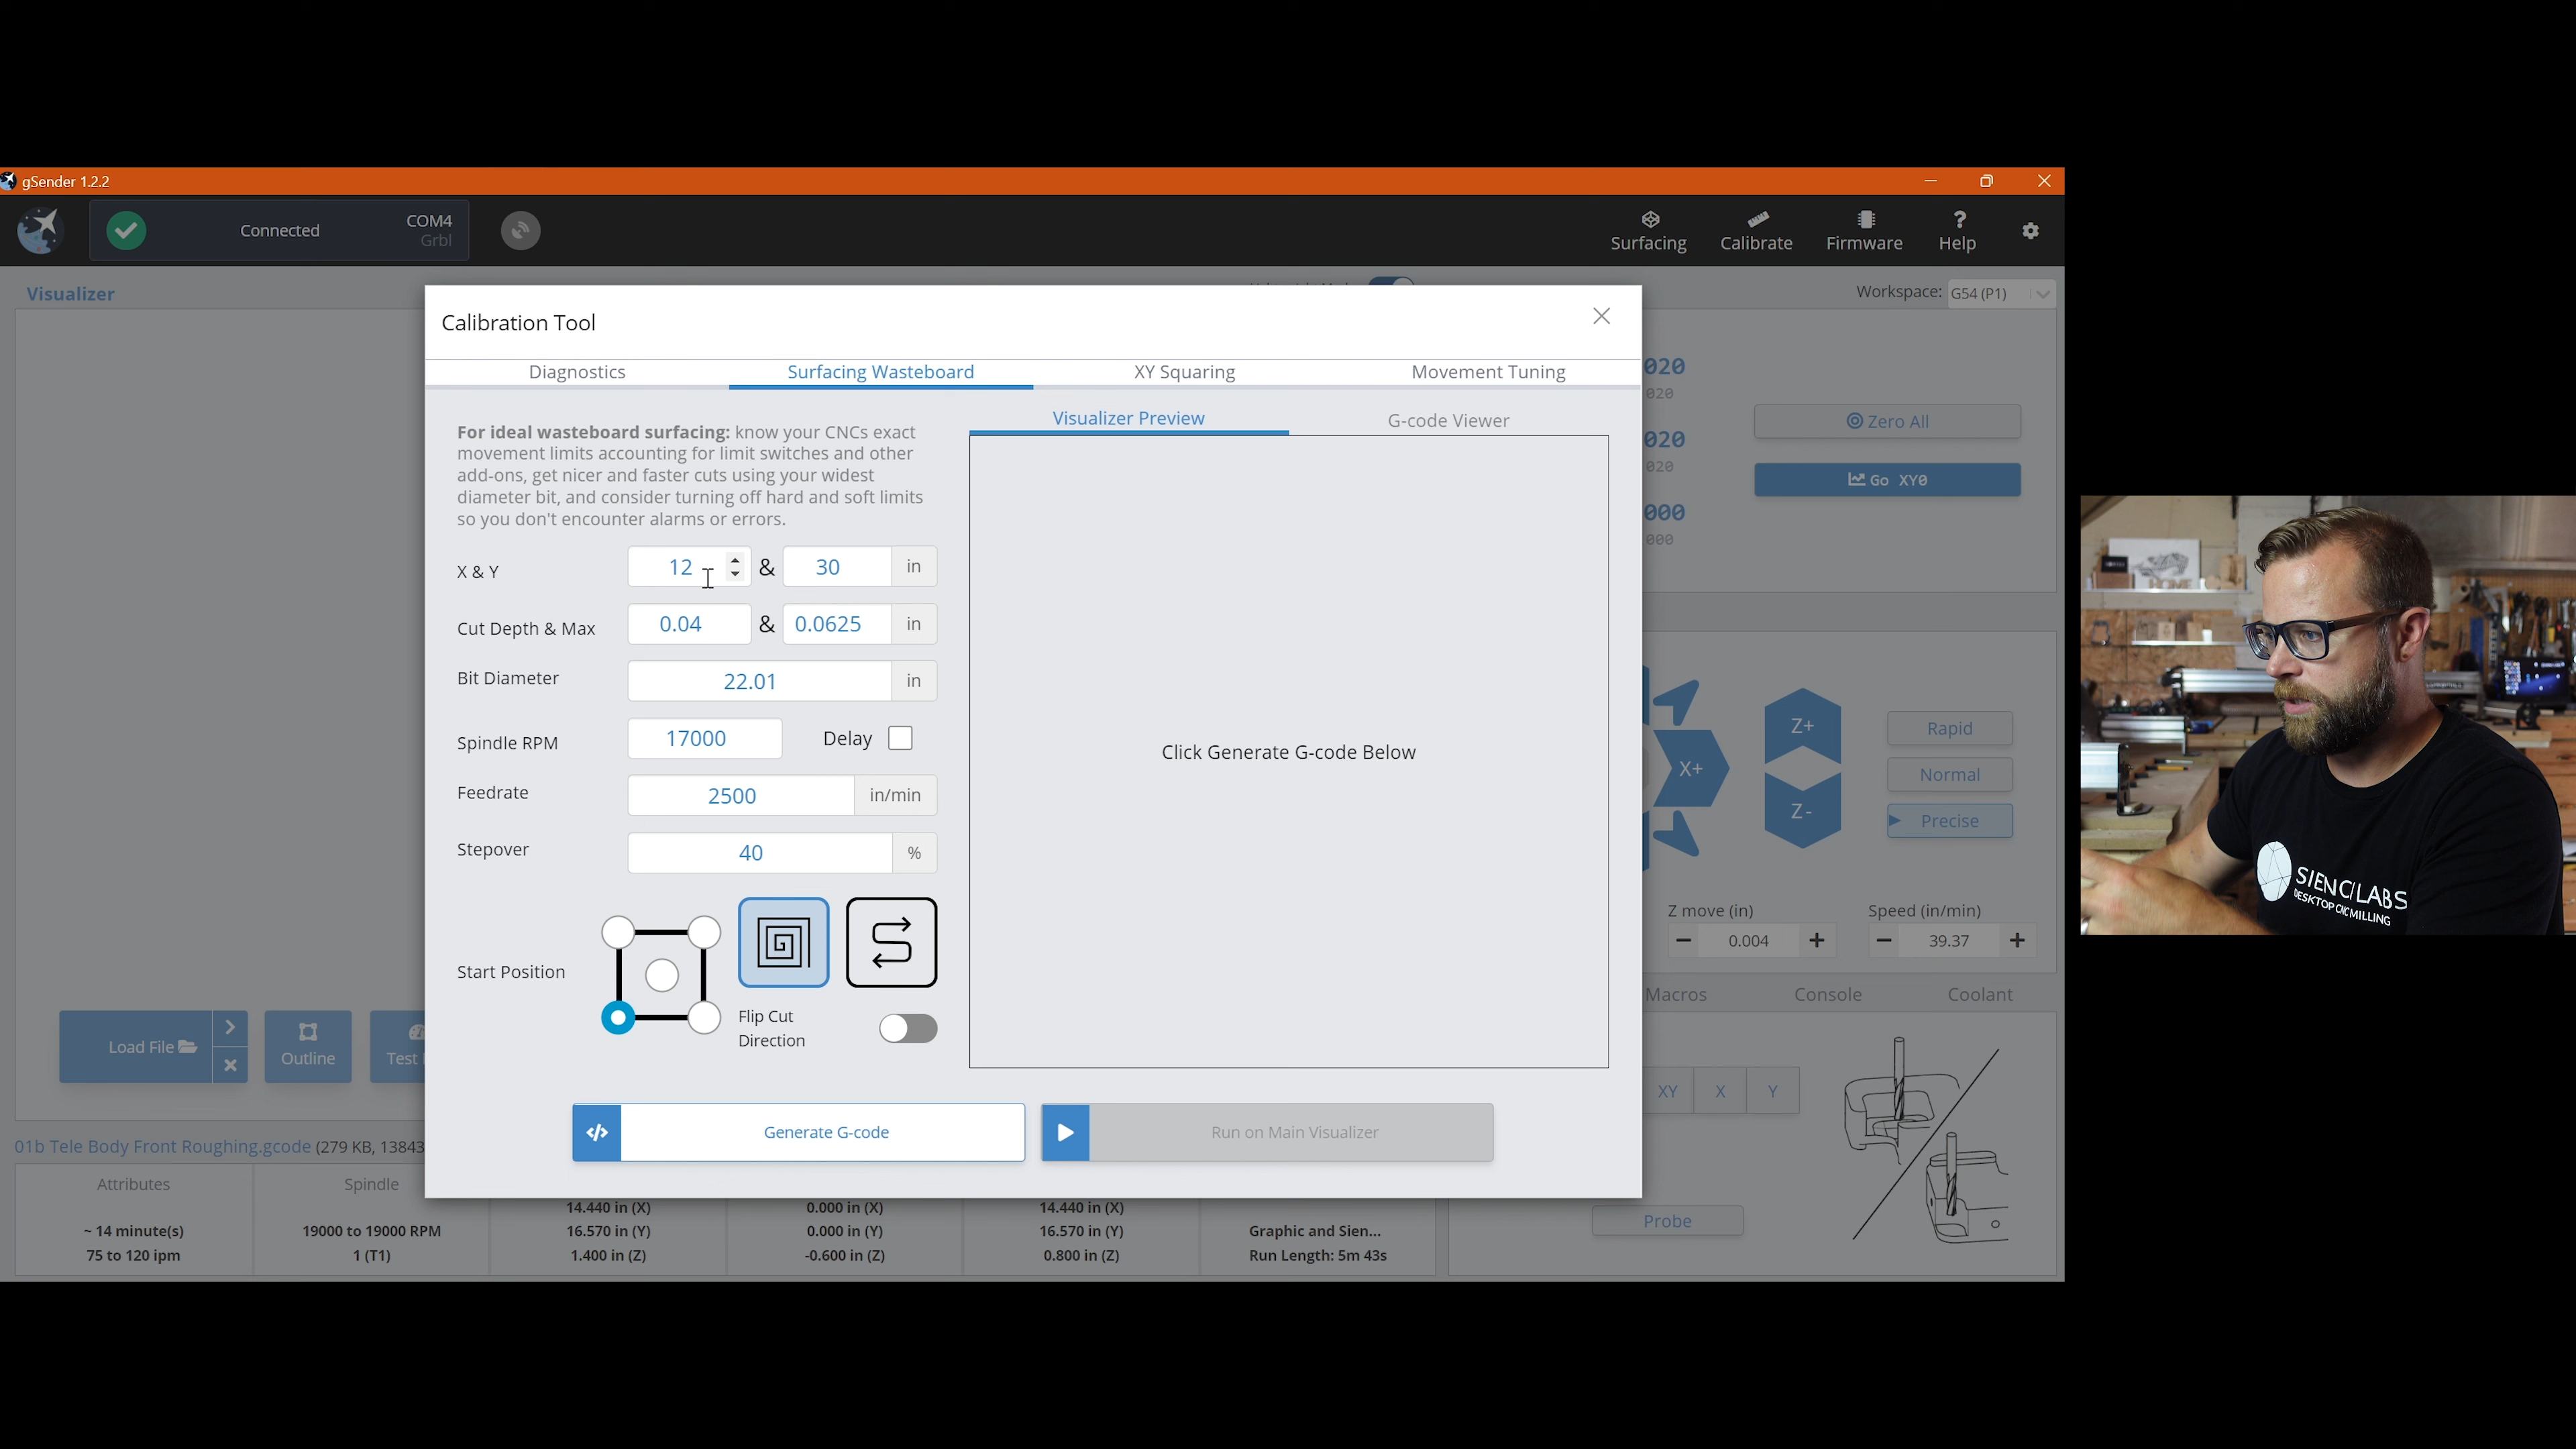 gSender 1.2.2
Connected
COM4
Grbl
Surfacing
Calibrate
Firmware
Help
Visualizer
Workspace:
G54 (P1)
Calibration Tool
Diagnostics
Surfacing Wasteboard
XY Squaring
Movement Tuning
For ideal wasteboard surfacing: know your CNCs exact
movement limits accounting for limit switches and other
add-ons, get nicer and faster cuts using your widest
diameter bit, and consider turning off hard and soft limits
so you don't encounter alarms or errors.
X & Y
12
&
30
in
Cut Depth & Max
0.04
&
0.0625
in
Bit Diameter
22.01
in
Spindle RPM
17000
Delay
Feedrate
2500
in/min
Stepover
40
%
Start Position
Flip Cut
Direction
Visualizer Preview
G-code Viewer
Click Generate G-code Below
</> Generate G-code
Run on Main Visualizer
020
020
020
020
000
000
Zero All
Go XY0
X+
Z+
Z-
Rapid
Normal
Precise
Z move (in)
0.004
Speed (in/min)
39.37
Macros
Console
Coolant
XY
X
Y
Probe
Load File
Outline
Test
01b Tele Body Front Roughing.gcode (279 KB, 13843
Attributes
~ 14 minute(s)
75 to 120 ipm
Spindle
19000 to 19000 RPM
1 (T1)
14.440 in (X)
16.570 in (Y)
1.400 in (Z)
0.000 in (X)
0.000 in (Y)
-0.600 in (Z)
14.440 in (X)
16.570 in (Y)
0.800 in (Z)
Graphic and Sien...
Run Length: 5m 43s
HOME
SIENCI LABS
DESKTOP CNC MILLING